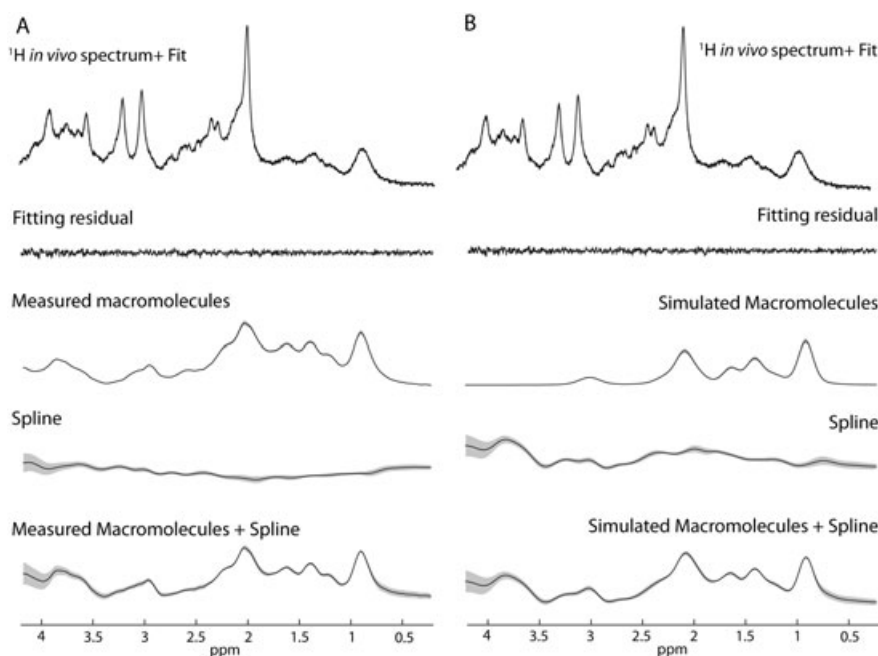 A
¹H in vivo spectrum+ Fit
Fitting residual
Measured macromolecules
Spline
Measured Macromolecules + Spline
4 3.5 3 2.5 2 1.5 1 0.5
ppm
B
¹H in vivo spectrum+ Fit
Fitting residual
Simulated Macromolecules
Spline
Simulated Macromolecules + Spline
4 3.5 3 2.5 2 1.5 1 0.5
ppm